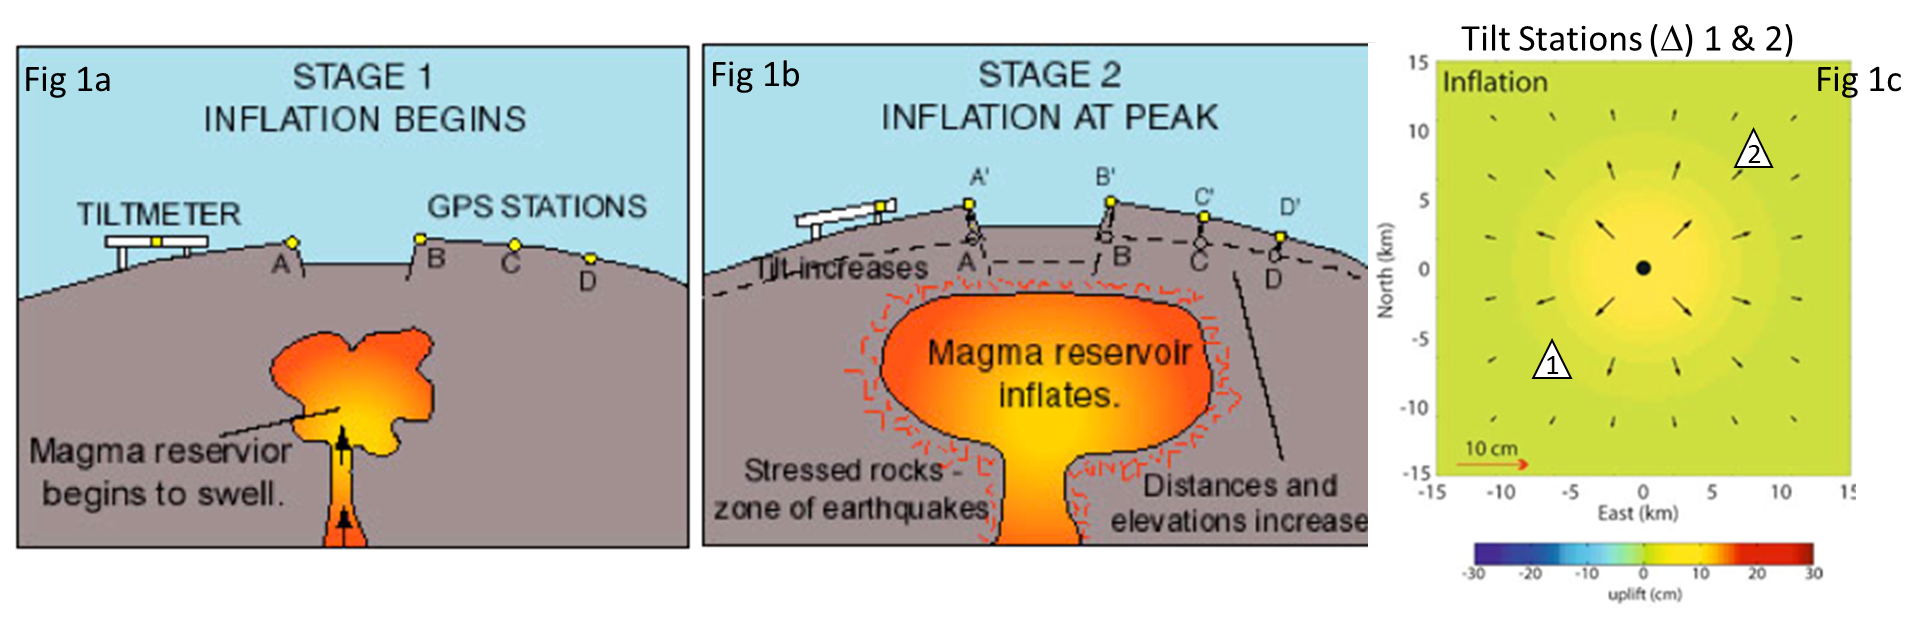 Fig 1a
STAGE 1
INFLATION BEGINS
TILTMETER
GPS STATIONS
A
B
C
D
Magma reservior
begins to swell.
Fig 1b
STAGE 2
INFLATION AT PEAK
A'
B'
C'
D'
Tilt increases
A
B
C
D
Magma reservoir
inflates.
Stressed rocks -
zone of earthquakes
Distances and
elevations increase
Tilt Stations (Δ) 1 & 2)
Fig 1c
Inflation
15
10
5
0
-5
-10
-15
North (km)
2
1
10 cm
-15 -10 -5 0 5 10 15
East (km)
-30 -20 -10 0 10 20 30
uplift (cm)